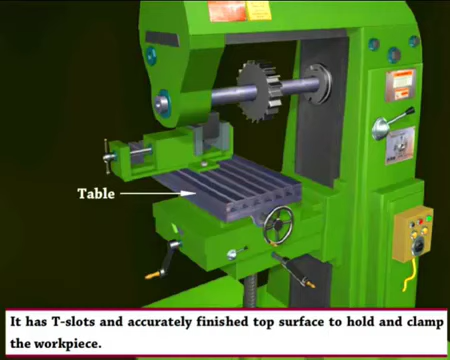 Table
It has T-slots and accurately finished top surface to hold and clamp
the workpiece.